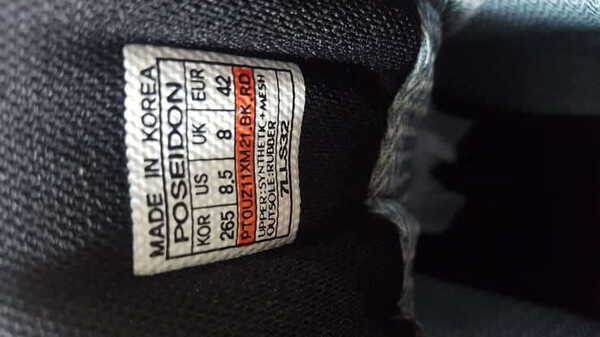 MADE IN KOREA
POSEIDON
KOR US UK EUR
265 8.5 8 42
PTOUZ11XM21.BK.RD
UPPER:SYNTHETIC+MESH
OUTSOLE:RUBBER
7LLS32